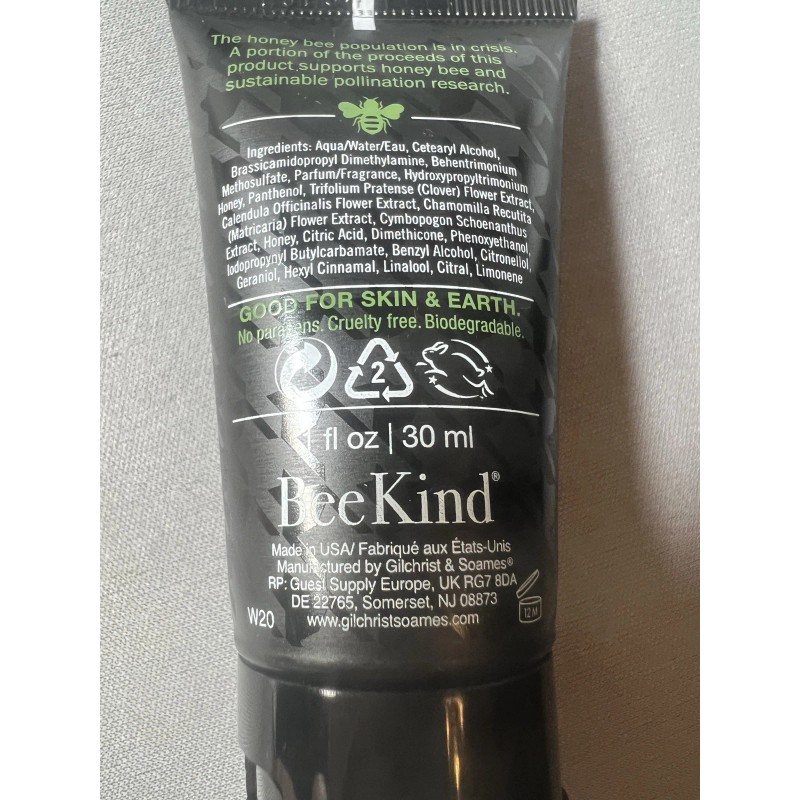 The honey bee population is in crisis.
A portion of the proceeds of this
product supports honey bee and
sustainable pollination research.
Ingredients: Aqua/Water/Eau, Cetearyl Alcohol,
Brassicamidopropyl Dimethylamine, Behentrimonium
Methosulfate, Parfum/Fragrance, Hydroxypropyltrimonium
Honey, Panthenol, Trifolium Pratense (Clover) Flower Extract,
Calendula Officinalis Flower Extract, Chamomilla Recutita
(Matricaria) Flower Extract, Cymbopogon Schoenanthus
Extract, Honey, Citric Acid, Dimethicone, Phenoxyethanol,
Iodopropynyl Butylcarbamate, Benzyl Alcohol, Citronellol,
Geraniol, Hexyl Cinnamal, Linalool, Citral, Limonene
GOOD FOR SKIN & EARTH.
No parabens. Cruelty free. Biodegradable.
2
1 fl oz | 30 ml
BeeKind®
Made in USA/ Fabriqué aux États-Unis
Manufactured by Gilchrist & Soames®
RP: Guest Supply Europe, UK RG7 8DA
DE 22765, Somerset, NJ 08873
12 M
W20 www.gilchristsoames.com